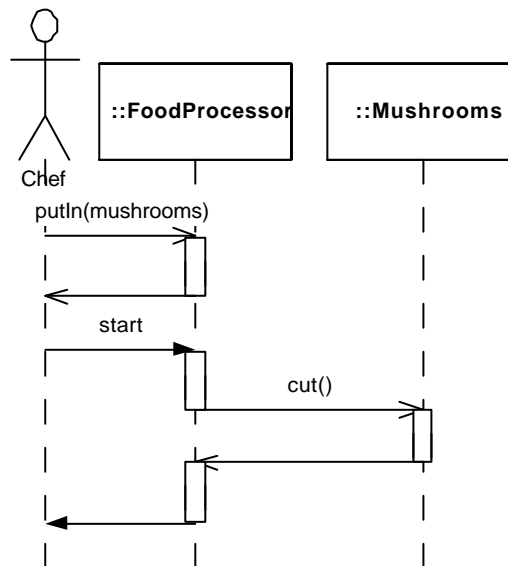 ::FoodProcessor
::Mushrooms
Chef
putIn(mushrooms)
start
cut()